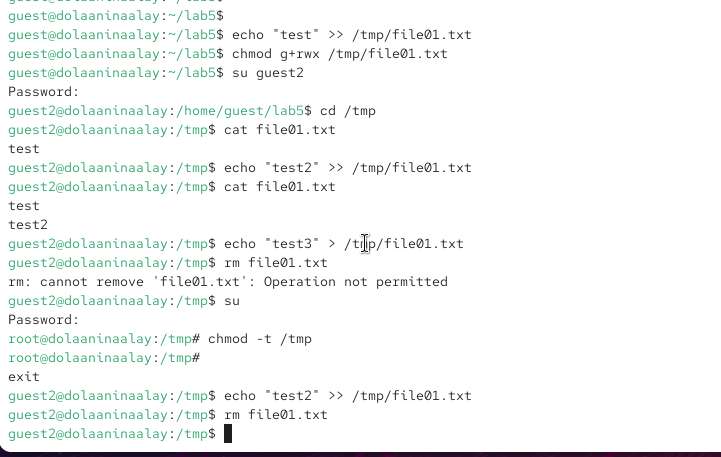 guest@dolaaninaalay:~/lab5$
guest@dolaaninaalay:~/lab5$ echo "test" >> /tmp/file01.txt
guest@dolaaninaalay:~/lab5$ chmod g+rwx /tmp/file01.txt
guest@dolaaninaalay:~/lab5$ su guest2
Password:
guest2@dolaaninaalay:/home/guest/lab5$ cd /tmp
guest2@dolaaninaalay:/tmp$ cat file01.txt
test
guest2@dolaaninaalay:/tmp$ echo "test2" >> /tmp/file01.txt
guest2@dolaaninaalay:/tmp$ cat file01.txt
test
test2
guest2@dolaaninaalay:/tmp$ echo "test3" > /tmp/file01.txt
guest2@dolaaninaalay:/tmp$ rm file01.txt
rm: cannot remove 'file01.txt': Operation not permitted
guest2@dolaaninaalay:/tmp$ su
Password:
root@dolaaninaalay:/tmp# chmod -t /tmp
root@dolaaninaalay:/tmp#
exit
guest2@dolaaninaalay:/tmp$ echo "test2" >> /tmp/file01.txt
guest2@dolaaninaalay:/tmp$ rm file01.txt
guest2@dolaaninaalay:/tmp$